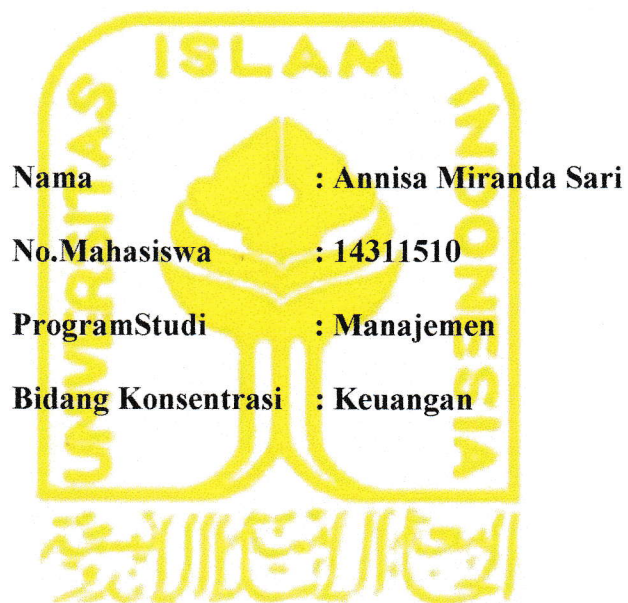 ISLAM
UNIVERSITAS
INDONESIA
Nama : Annisa Miranda Sari
No.Mahasiswa : 14311510
ProgramStudi : Manajemen
Bidang Konsentrasi : Keuangan